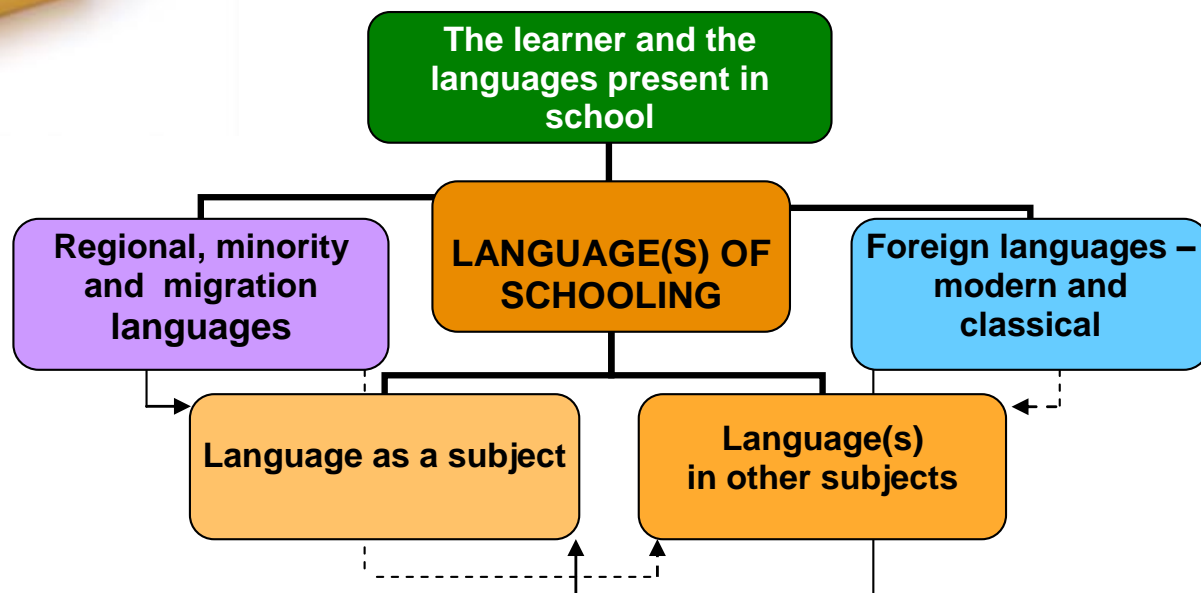 The learner and the
languages present in
school
LANGUAGE(S) OF
SCHOOLING
Regional, minority
and migration
languages
Foreign languages –
modern and
classical
Language as a subject
Language(s)
in other subjects